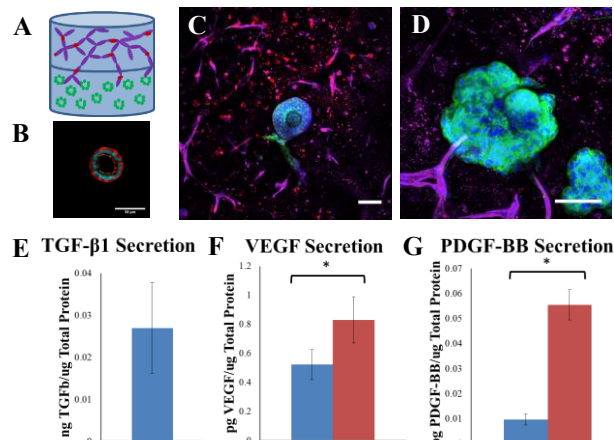 A
C
D
B
E TGF-β1 Secretion
F VEGF Secretion
G PDGF-BB Secretion
ng TGFb/ug Total Protein
0.04
0.03
0.02
0.01
0
pg VEGF/ug Total Protein
1.2
1
0.8
0.6
0.4
0.2
0
*
pg PDGF-BB/ug Total Protein
0.07
0.06
0.05
0.04
0.03
0.02
0.01
*